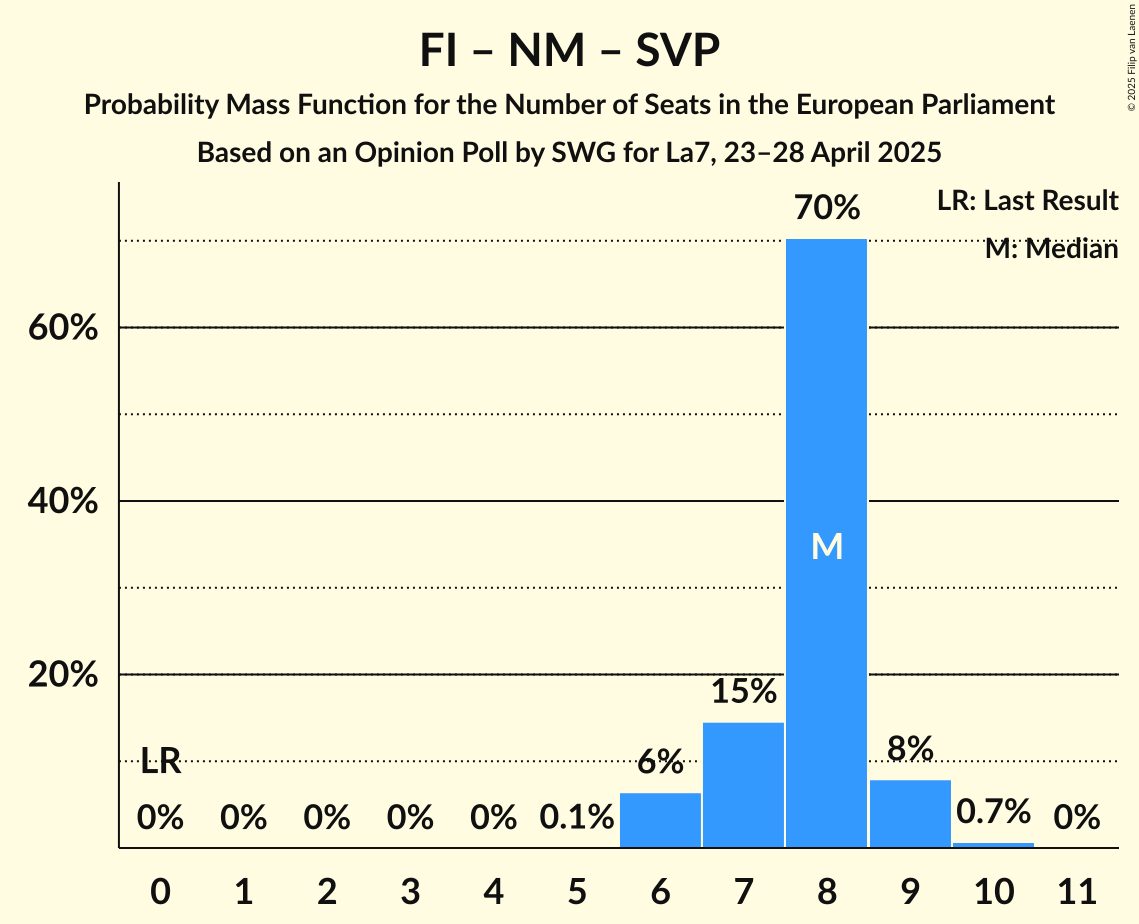 FI – NM – SVP
Probability Mass Function for the Number of Seats in the European Parliament
Based on an Opinion Poll by SWG for La7, 23–28 April 2025
© 2025 Filip van Laenen
LR: Last Result
M: Median
70%
60%
40%
M
20%
15%
LR
6%
8%
0%
0%
0%
0%
0%
0.1%
0.7%
0%
0 1 2 3 4 5 6 7 8 9 10 11